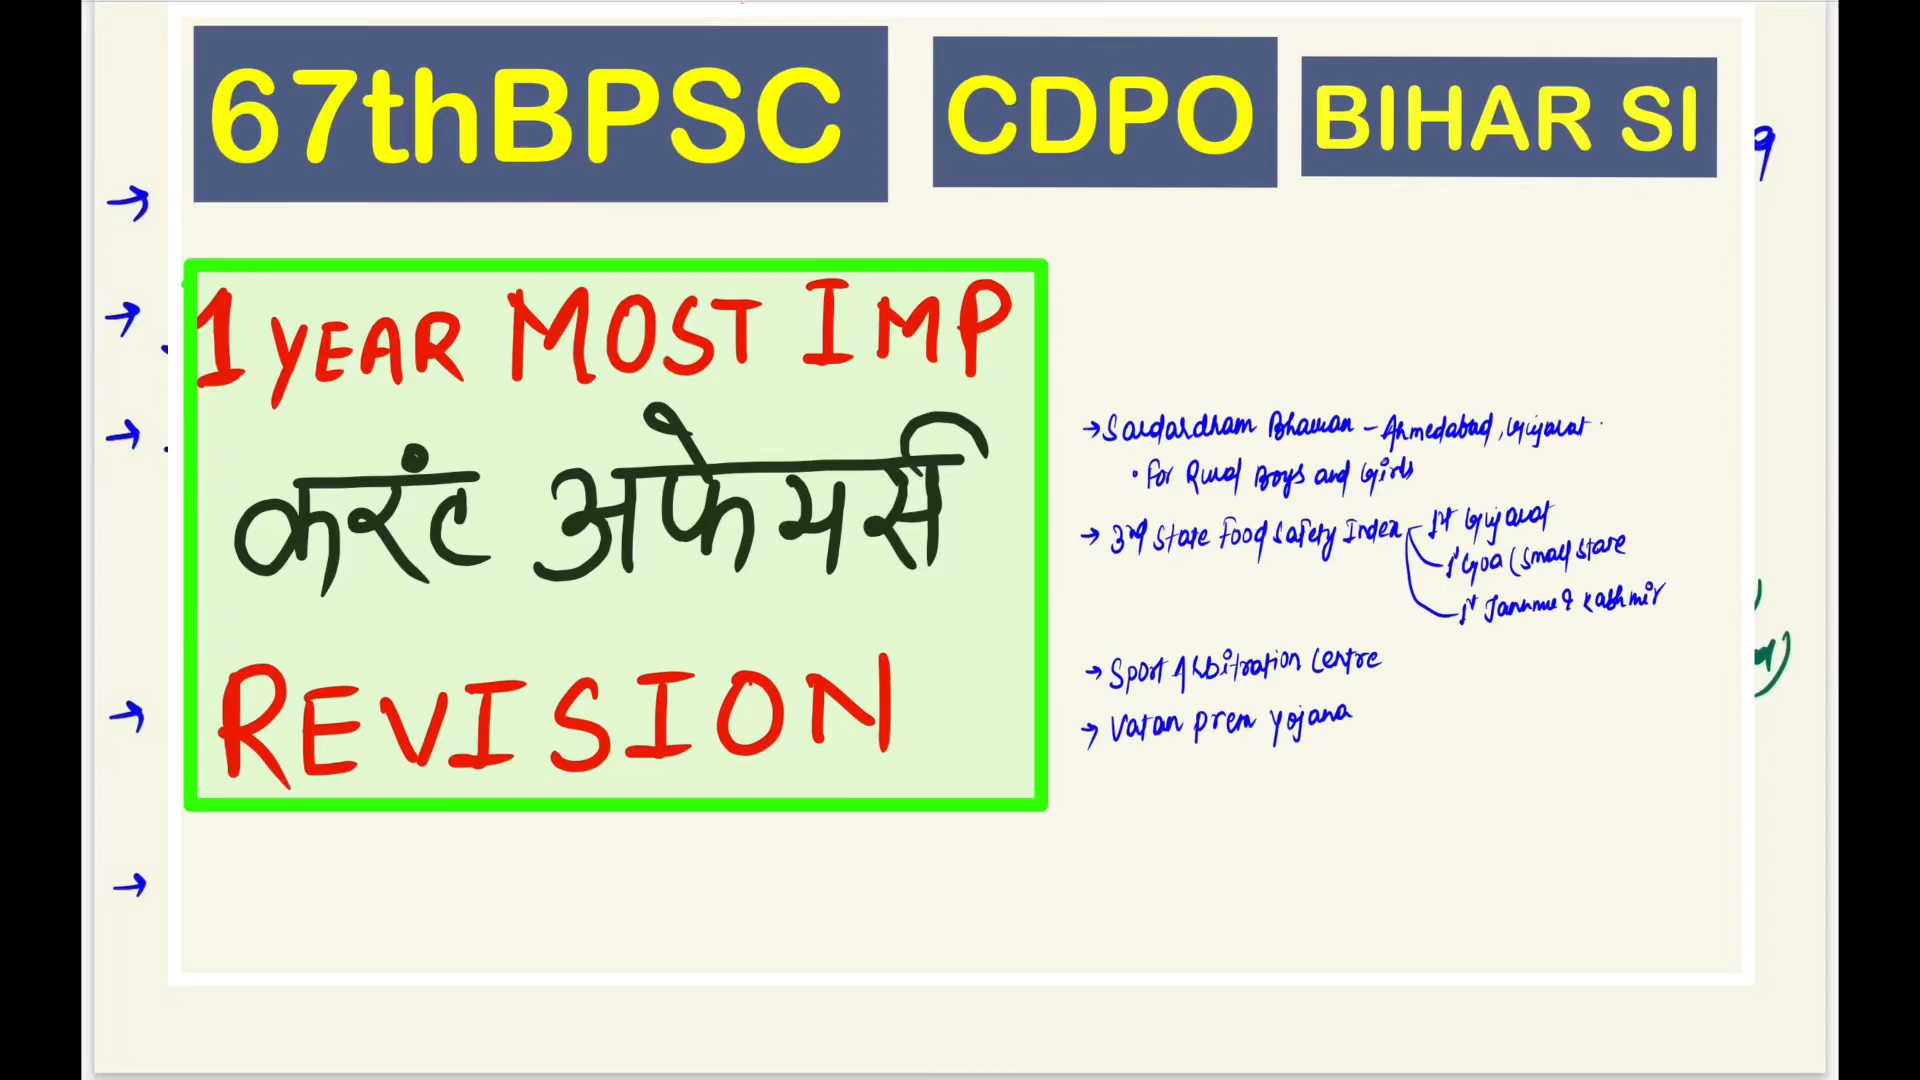 67thBPSC CDPO BIHAR SI
1 YEAR MOST IMP
करंट अफेयर्स
REVISION
→ Sardardham Bhawan - Ahmedabad, Gujarat.
• For Rural Boys and Girls
→ 3rd State Food Safety Index 1st Gujarat
1st Goa (Small State
1st Jammu & Kashmir
→ Sport Arbitration Centre
→ Vatan Prem Yojana